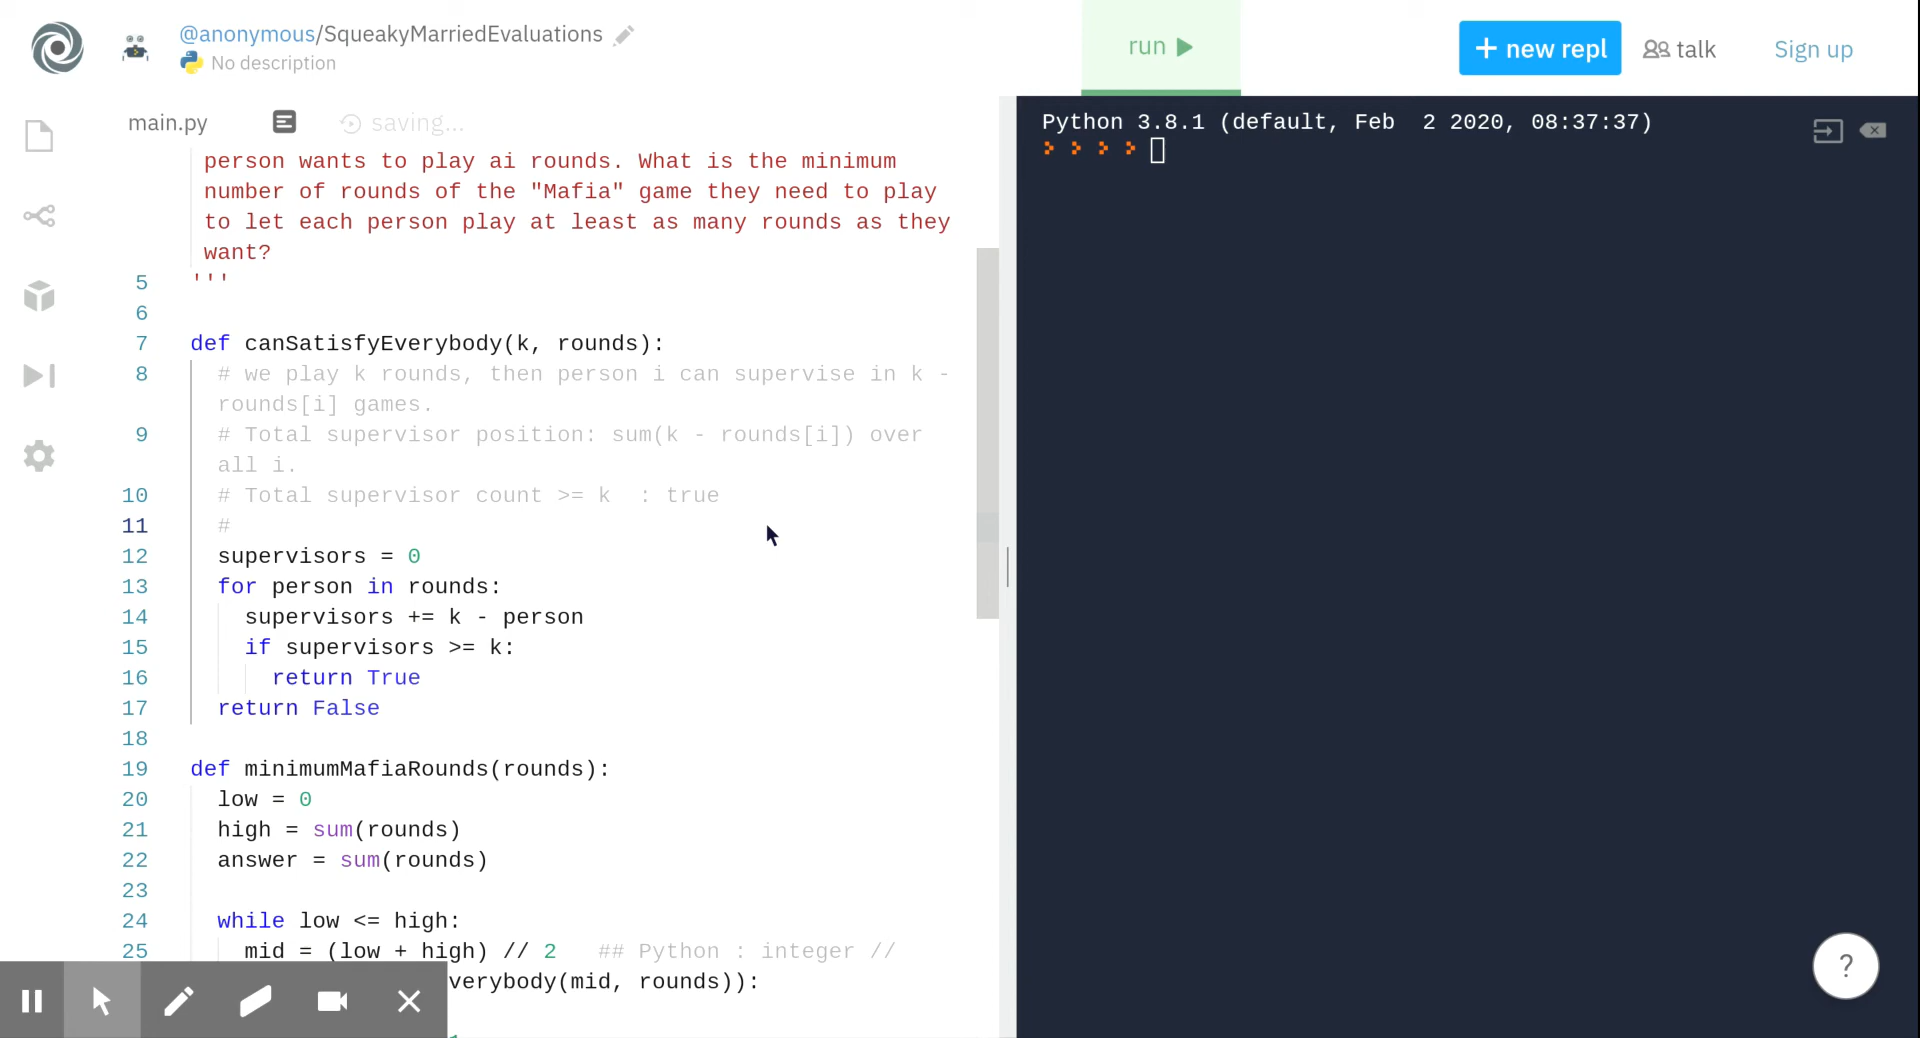 @anonymous/SqueakyMarriedEvaluations
No description
run
+ new repl
talk
Sign up
main.py
saving...
person wants to play ai rounds. What is the minimum
number of rounds of the "Mafia" game they need to play
to let each person play at least as many rounds as they
want?
5 '''
6
7 def canSatisfyEverybody(k, rounds):
8 # we play k rounds, then person i can supervise in k -
rounds[i] games.
9 # Total supervisor position: sum(k - rounds[i]) over
all i.
10 # Total supervisor count >= k  : true
11 #
12 supervisors = 0
13 for person in rounds:
14 supervisors += k - person
15 if supervisors >= k:
16 return True
17 return False
18
19 def minimumMafiaRounds(rounds):
20 low = 0
21 high = sum(rounds)
22 answer = sum(rounds)
23
24 while low <= high:
25 mid = (low + high) // 2   ## Python : integer //
verybody(mid, rounds)):
Python 3.8.1 (default, Feb  2 2020, 08:37:37)
?